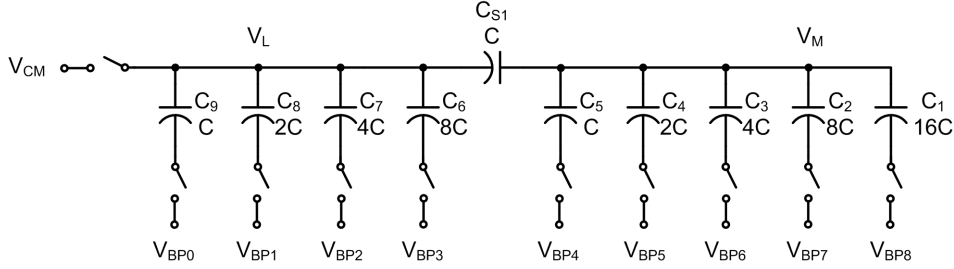 C_S1
C
V_L
V_M
V_CM
C_9 C_8 C_7 C_6 C_5 C_4 C_3 C_2 C_1
C 2C 4C 8C C 2C 4C 8C 16C
V_BP0 V_BP1 V_BP2 V_BP3 V_BP4 V_BP5 V_BP6 V_BP7 V_BP8